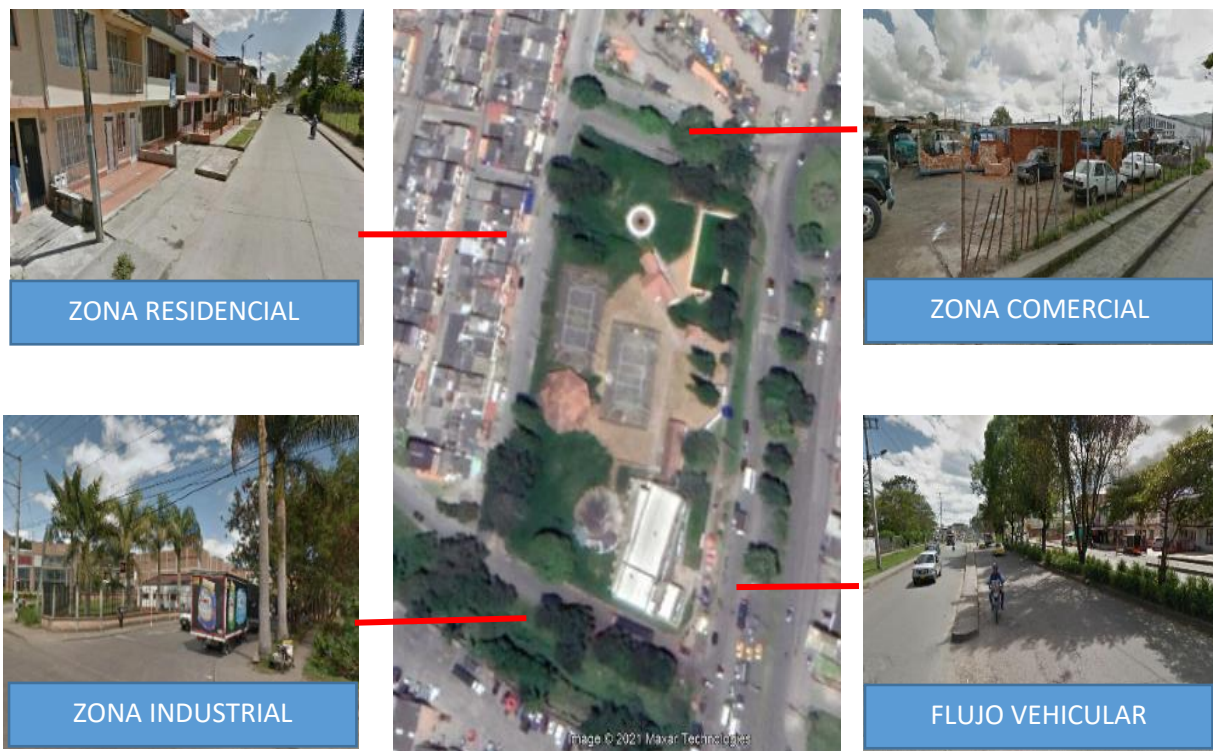 ZONA RESIDENCIAL
ZONA COMERCIAL
ZONA INDUSTRIAL
FLUJO VEHICULAR
Image © 2021 Maxar Technologies